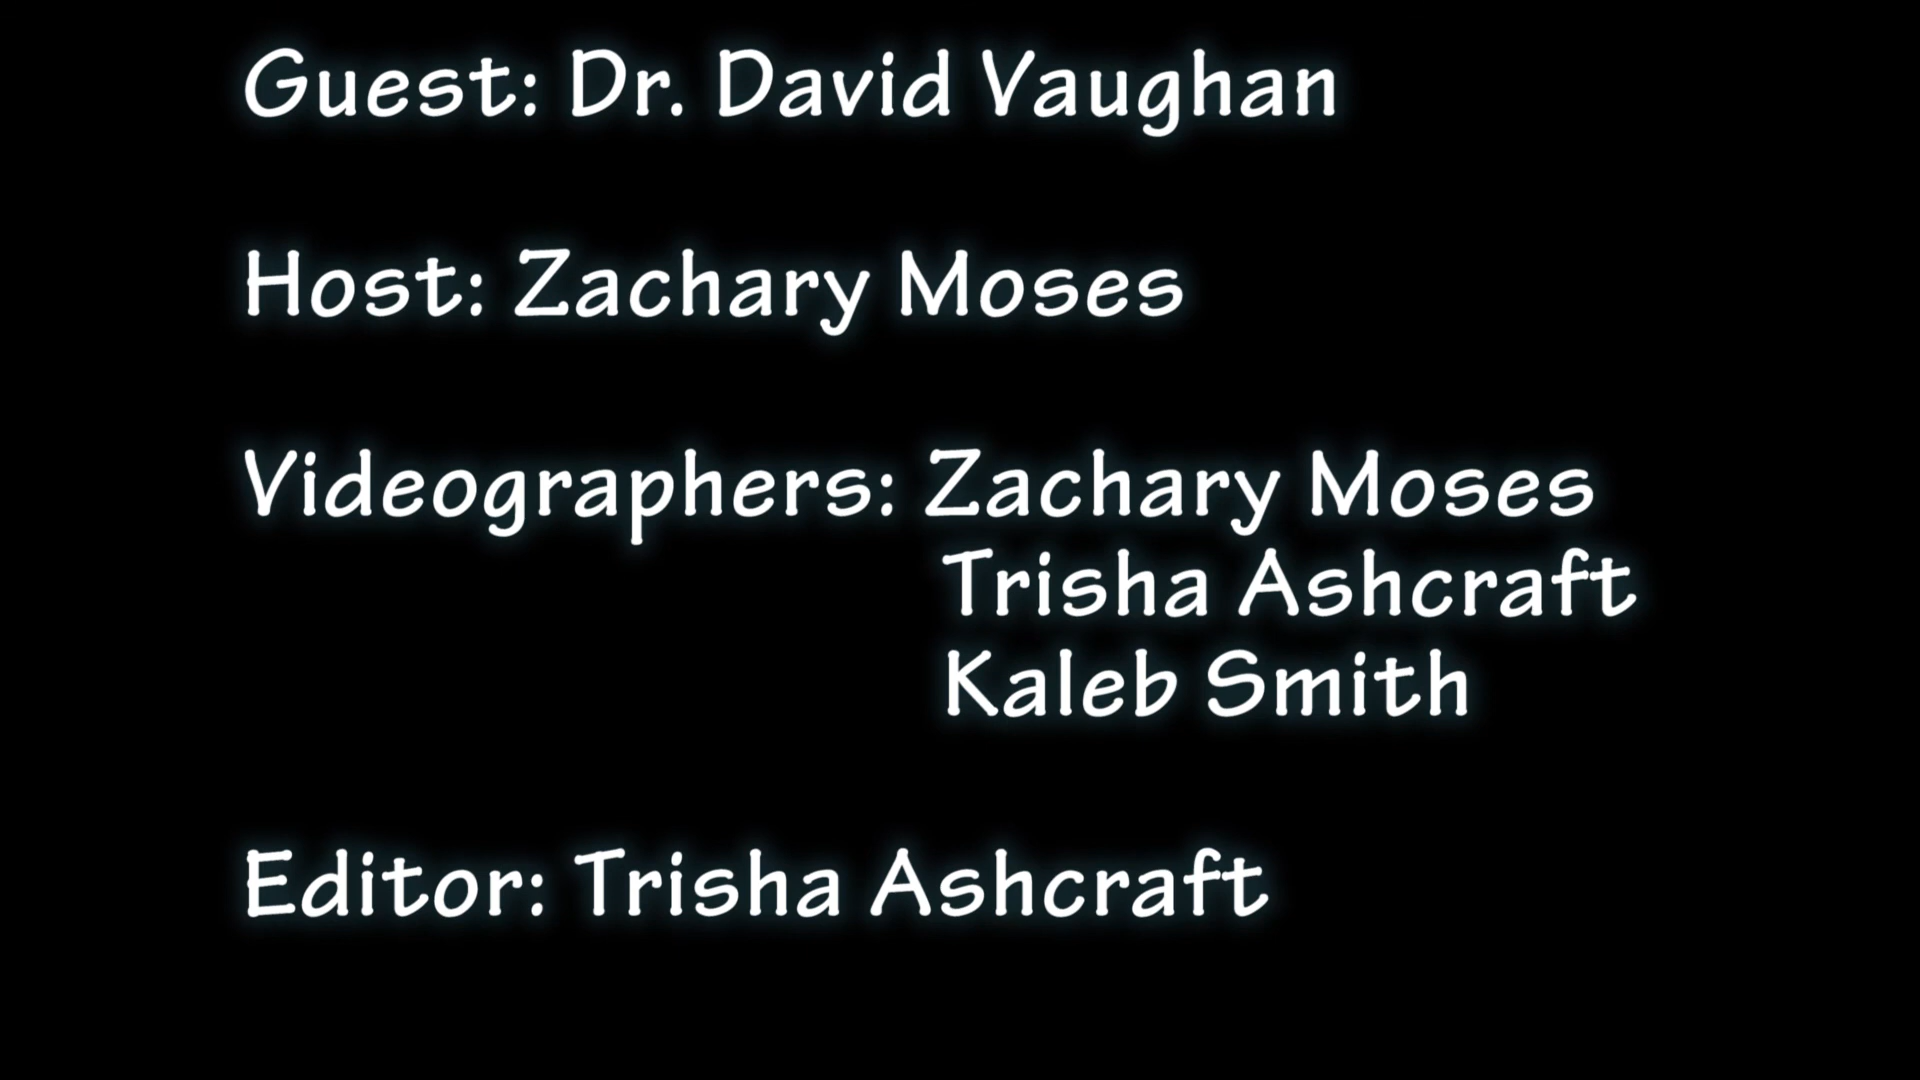 Guest: Dr. David Vaughan
Host: Zachary Moses
Videographers: Zachary Moses
Trisha Ashcraft
Kaleb Smith
Editor: Trisha Ashcraft